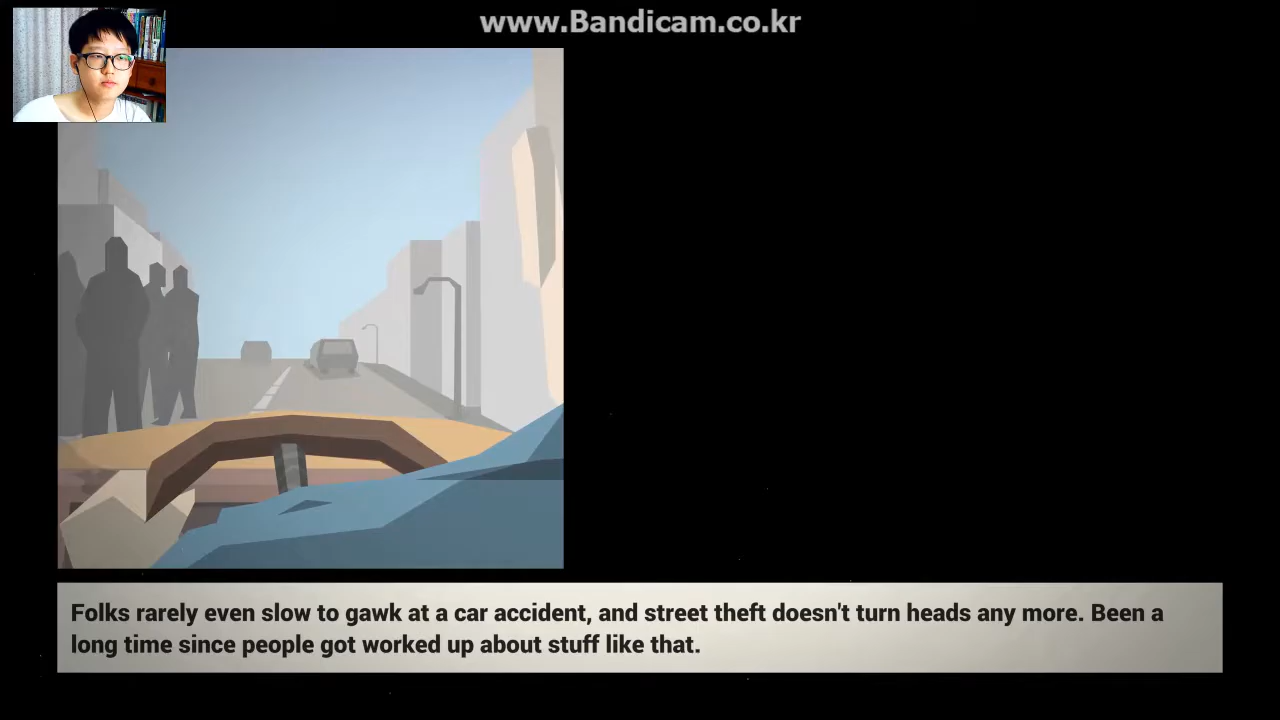 www.Bandicam.co.kr
Folks rarely even slow to gawk at a car accident, and street theft doesn't turn heads any more. Been a
long time since people got worked up about stuff like that.